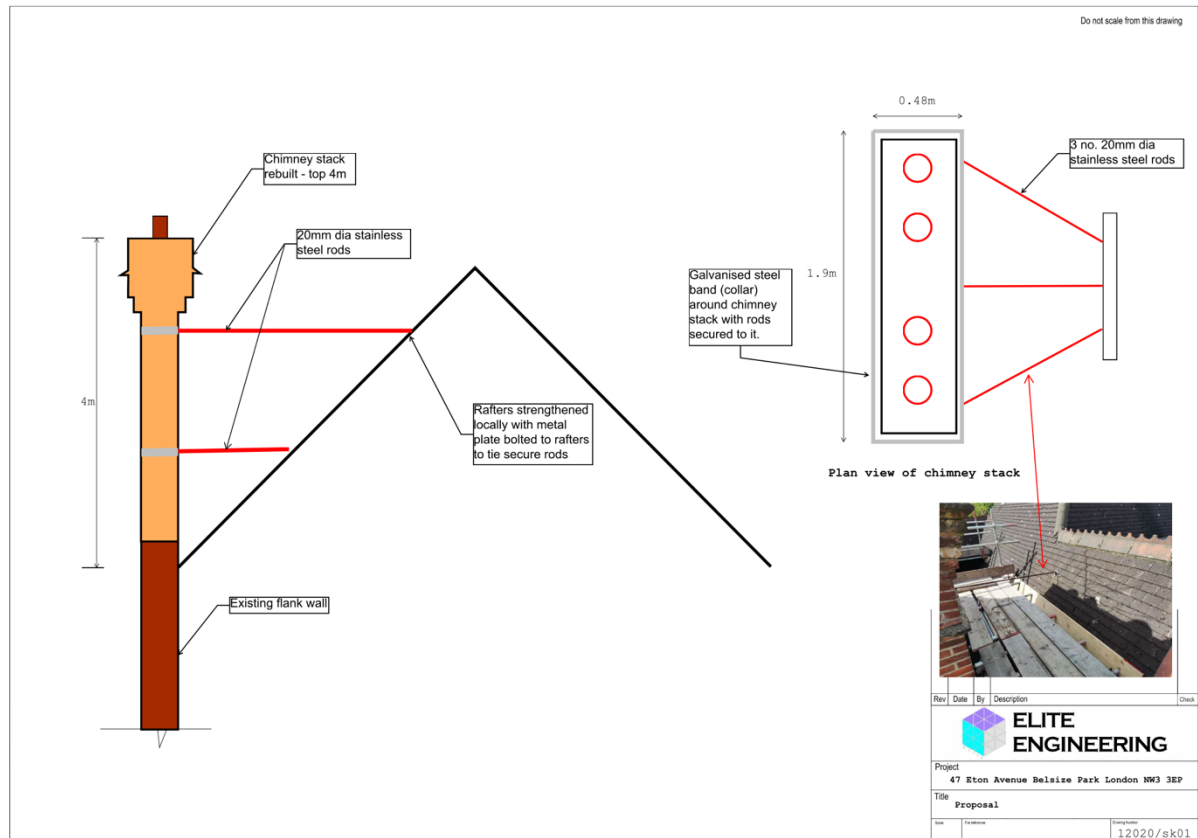 Do not scale from this drawing
Chimney stack
rebuilt - top 4m
20mm dia stainless
steel rods
4m
Rafters strengthened
locally with metal
plate bolted to rafters
to tie secure rods
Existing flank wall
0.48m
3 no. 20mm dia
stainless steel rods
1.9m
Galvanised steel
band (collar)
around chimney
stack with rods
secured to it.
Plan view of chimney stack
Rev Date By Description Check
ELITE
ENGINEERING
Project
47 Eton Avenue Belsize Park London NW3 3EP
Title
Proposal
Scale
Drawing Number
12020/sk01